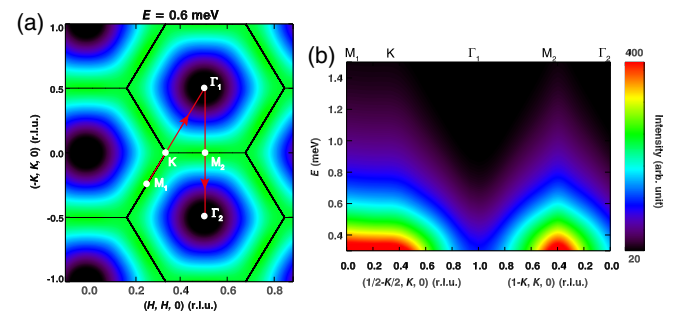 (a)
E = 0.6 meV
1.0
0.5
0.0
-0.5
-1.0
(-K, K, 0) (r.l.u.)
Γ1
K
M2
M1
Γ2
0.0 0.2 0.4 0.6 0.8
(H, H, 0) (r.l.u.)
(b)
M1 K Γ1 M2 Γ2
1.4
1.2
1.0
0.8
0.6
0.4
E (meV)
0.0 0.2 0.4 0.6 0.8 1.0 0.8 0.6 0.4 0.2 0.0
(1/2-K/2, K, 0) (r.l.u.) (1-K, K, 0) (r.l.u.)
400
Intensity (arb. unit)
20